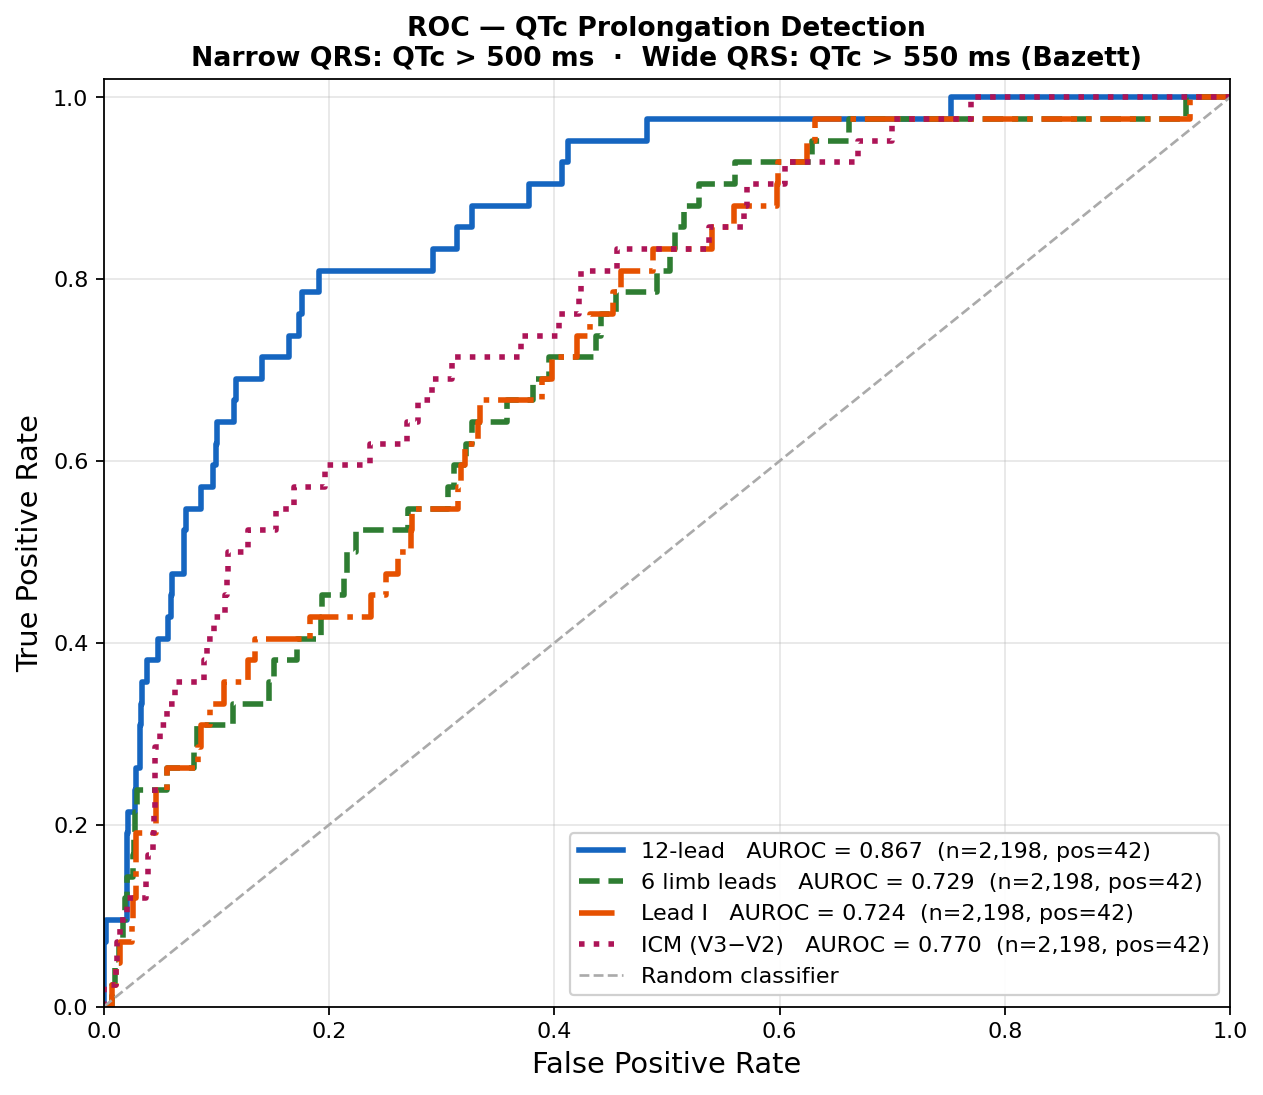 ROC — QTc Prolongation Detection
Narrow QRS: QTc > 500 ms  ·  Wide QRS: QTc > 550 ms (Bazett)
True Positive Rate
1.0
0.8
0.6
0.4
0.2
0.0
12-lead   AUROC = 0.867  (n=2,198, pos=42)
6 limb leads   AUROC = 0.729  (n=2,198, pos=42)
Lead I   AUROC = 0.724  (n=2,198, pos=42)
ICM (V3−V2)   AUROC = 0.770  (n=2,198, pos=42)
Random classifier
0.0 0.2 0.4 0.6 0.8 1.0
False Positive Rate